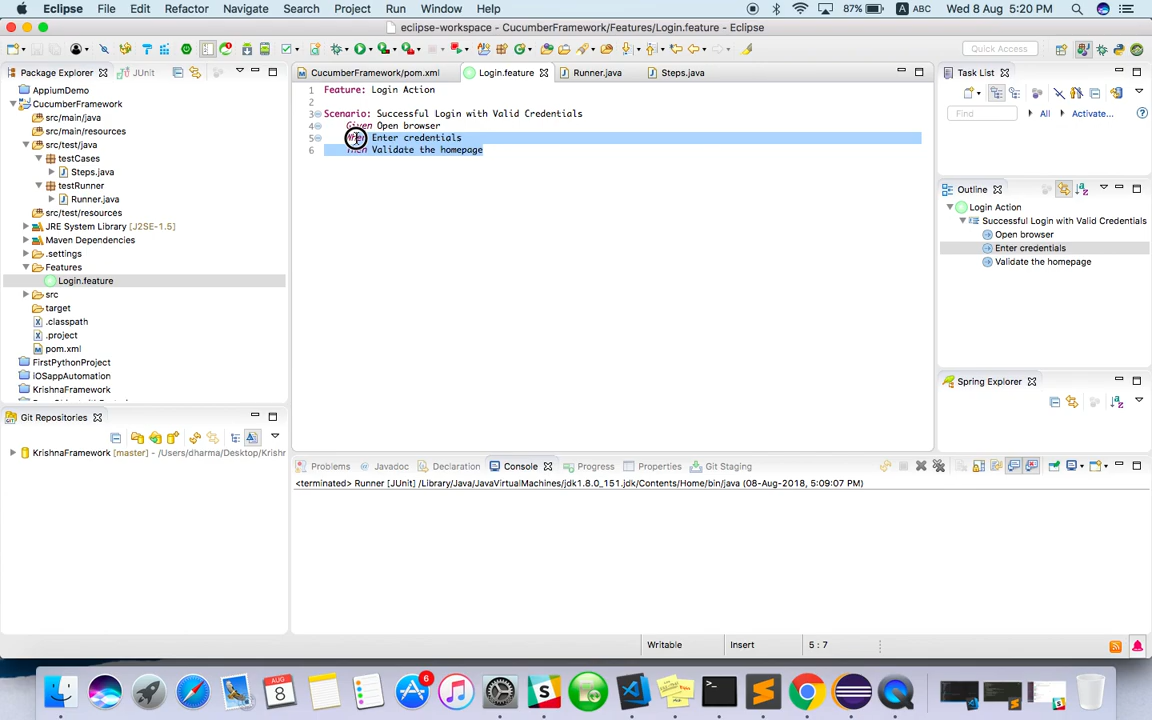 Eclipse File Edit Refactor Navigate Search Project Run Window Help 87% ABC Wed 8 Aug 5:20 PM
eclipse-workspace - CucumberFramework/Features/Login.feature - Eclipse
Quick Access
Package Explorer JUnit
CucumberFramework/pom.xml Login.feature Runner.java Steps.java
Task List
AppiumDemo
CucumberFramework
src/main/java
src/main/resources
src/test/java
testCases
Steps.java
testRunner
Runner.java
src/test/resources
JRE System Library [J2SE-1.5]
Maven Dependencies
.settings
Features
Login.feature
src
target
.classpath
.project
pom.xml
FirstPythonProject
iOSappAutomation
KrishnaFramework
1 Feature: Login Action
2
3 Scenario: Successful Login with Valid Credentials
4 Given Open browser
5 When Enter credentials
6 Then Validate the homepage
Find All Activate...
Outline
Login Action
Successful Login with Valid Credentials
Open browser
Enter credentials
Validate the homepage
Spring Explorer
Git Repositories
KrishnaFramework [master] - /Users/dharma/Desktop/Krishr
Problems Javadoc Declaration Console Progress Properties Git Staging
<terminated> Runner [JUnit] /Library/Java/JavaVirtualMachines/jdk1.8.0_151.jdk/Contents/Home/bin/java (08-Aug-2018, 5:09:07 PM)
Writable Insert 5 : 7
AUG
8
6